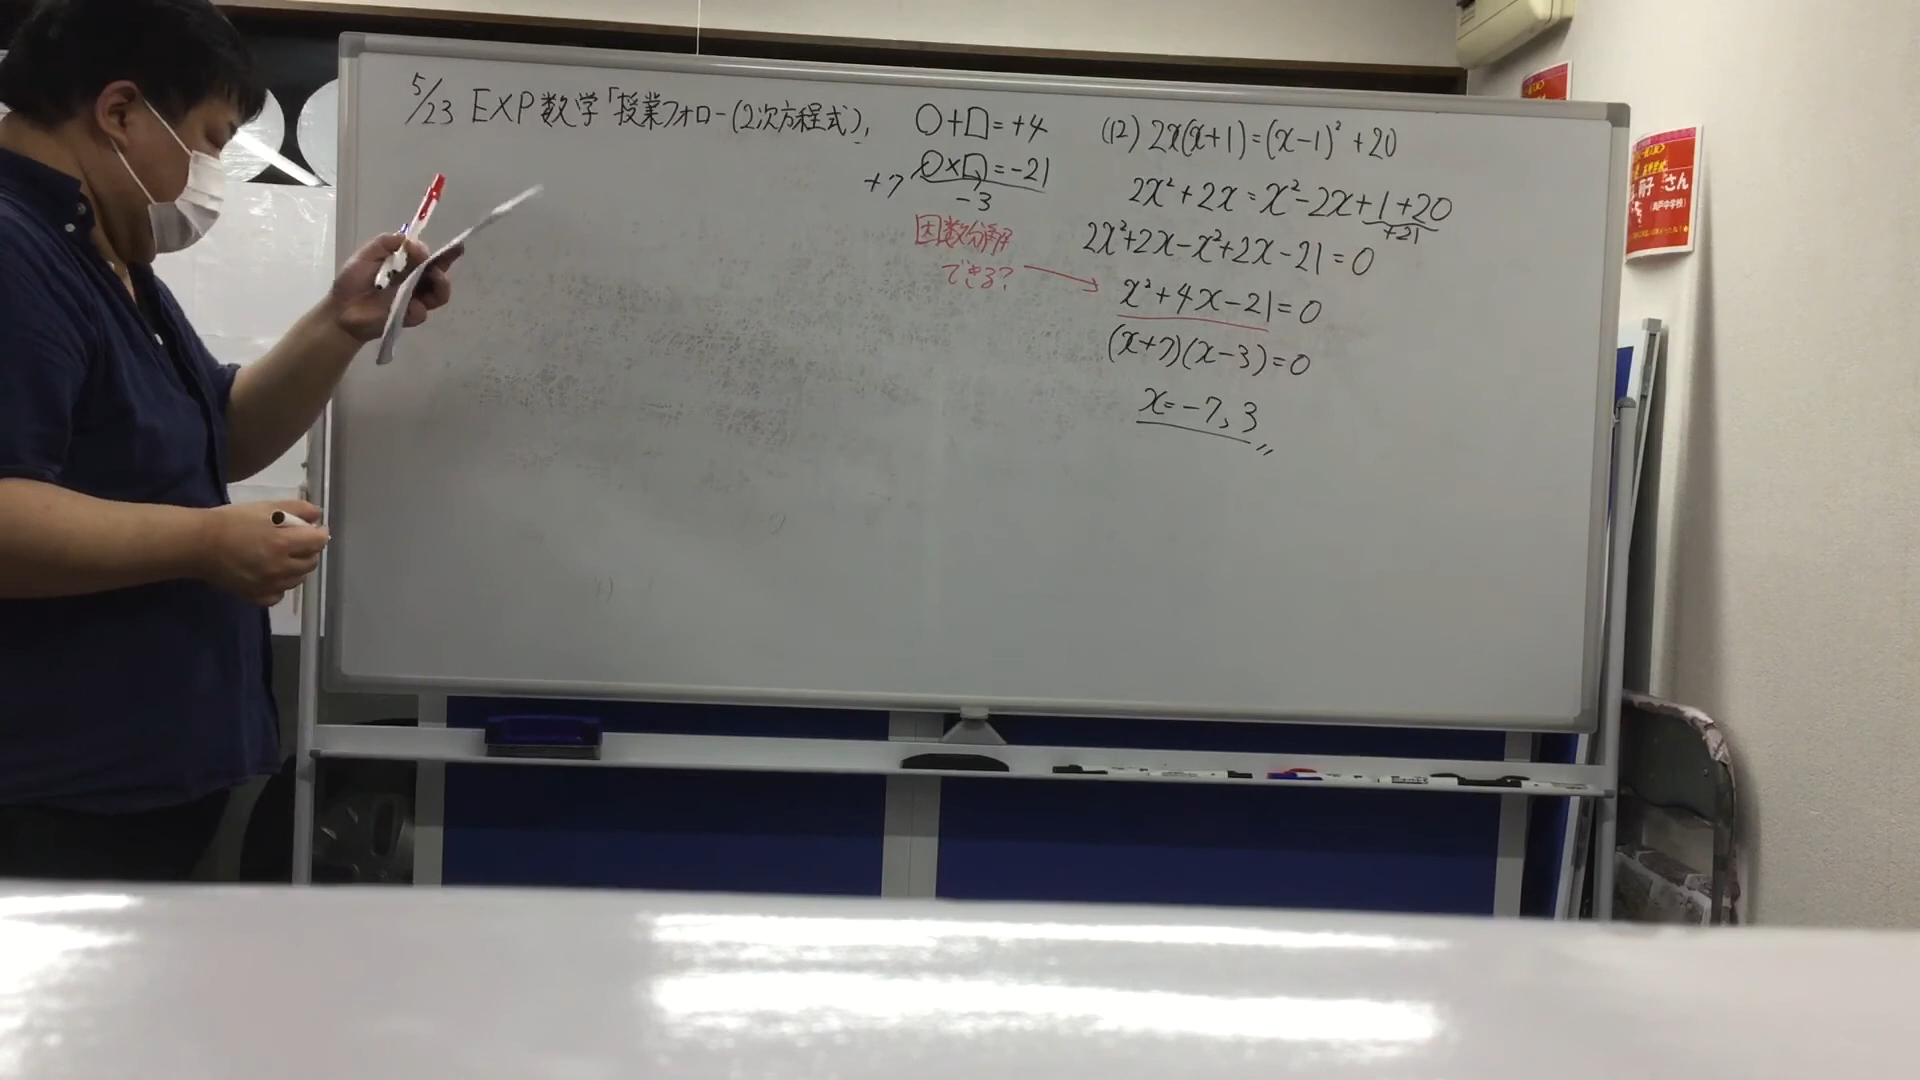 5/23 EXP数学「授業フォロー(2次方程式)」
○+□=+4
○×□=-21
+7
-3
因数分解
できる?
(12) 2x(x+1)=(x-1)²+20
2x²+2x=x²-2x+1+20
+21
2x²+2x-x²+2x-21=0
x²+4x-21=0
(x+7)(x-3)=0
x=-7,3
さん